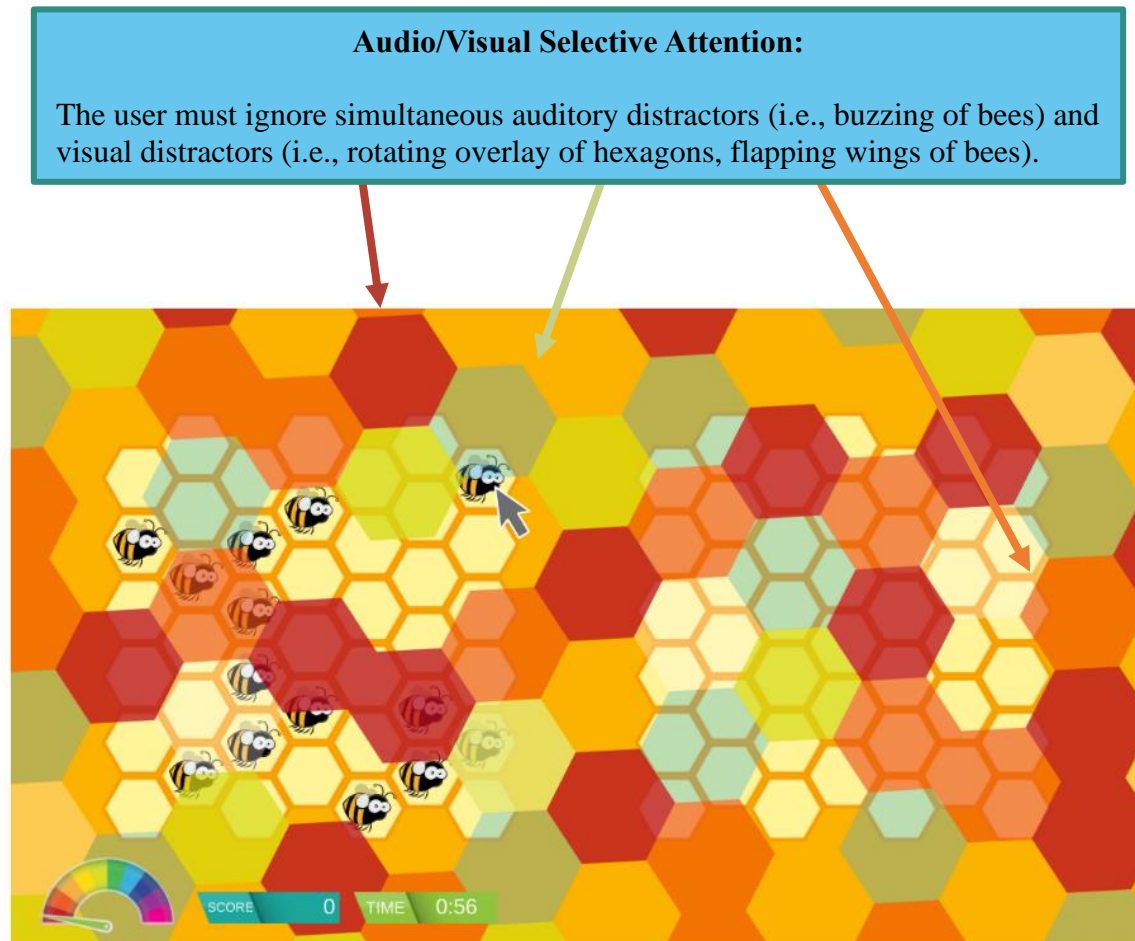 Audio/Visual Selective Attention:
The user must ignore simultaneous auditory distractors (i.e., buzzing of bees) and
visual distractors (i.e., rotating overlay of hexagons, flapping wings of bees).
SCORE 0 TIME 0:56